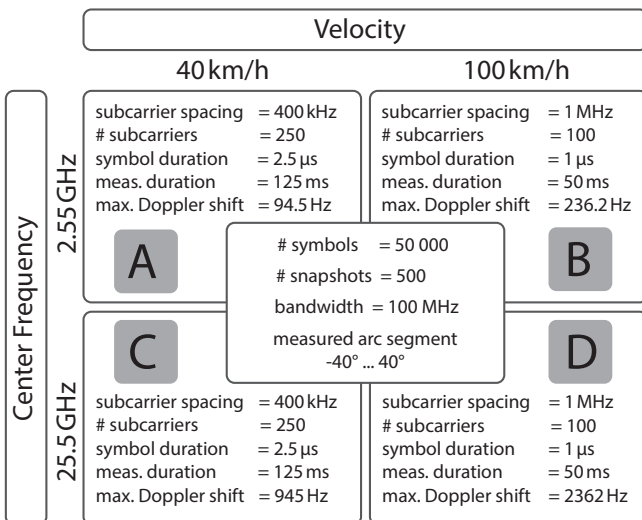 Velocity
40 km/h
100 km/h
Center Frequency
2.55 GHz
subcarrier spacing = 400 kHz
# subcarriers = 250
symbol duration = 2.5 µs
meas. duration = 125 ms
max. Doppler shift = 94.5 Hz
A
subcarrier spacing = 1 MHz
# subcarriers = 100
symbol duration = 1 µs
meas. duration = 50 ms
max. Doppler shift = 236.2 Hz
B
# symbols = 50 000
# snapshots = 500
bandwidth = 100 MHz
measured arc segment
-40° ... 40°
25.5 GHz
C
subcarrier spacing = 400 kHz
# subcarriers = 250
symbol duration = 2.5 µs
meas. duration = 125 ms
max. Doppler shift = 945 Hz
D
subcarrier spacing = 1 MHz
# subcarriers = 100
symbol duration = 1 µs
meas. duration = 50 ms
max. Doppler shift = 2362 Hz